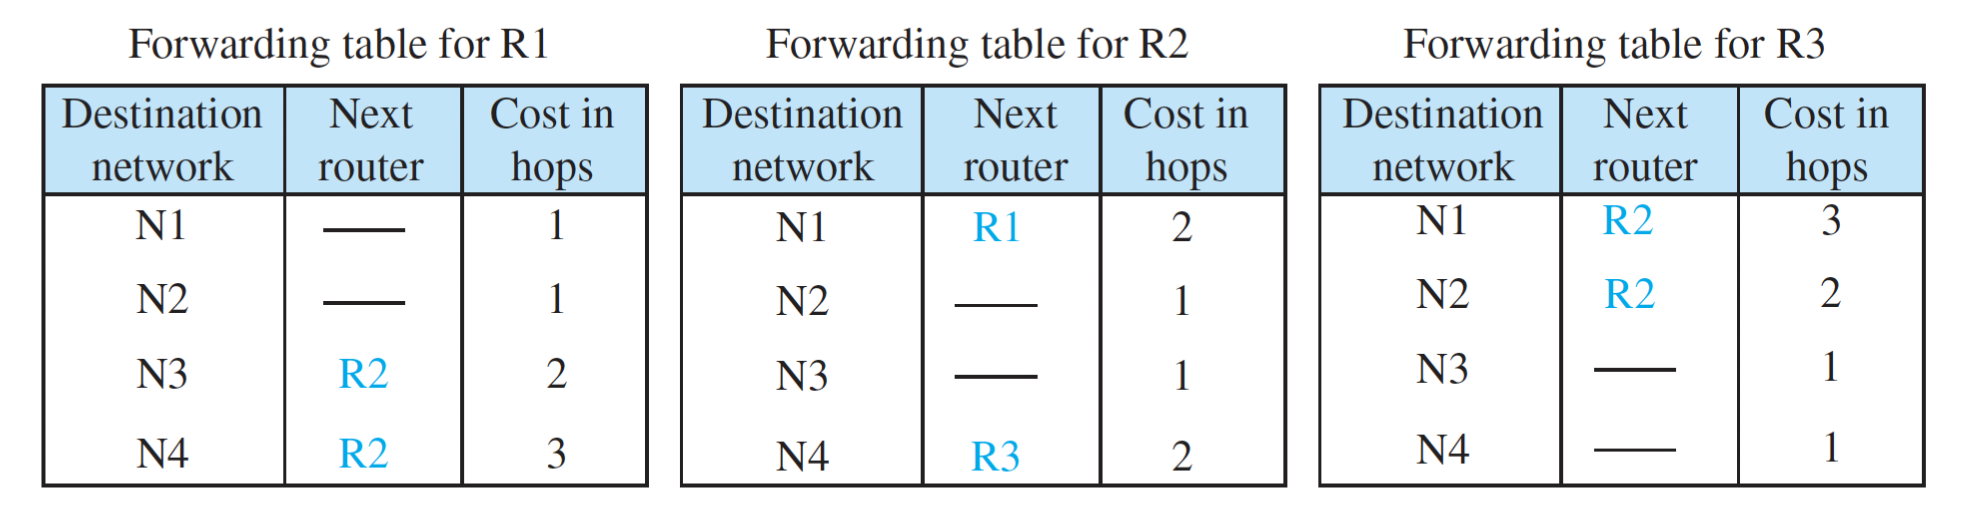 Forwarding table for R1
Destination network Next router Cost in hops
N1 —— 1
N2 —— 1
N3 R2 2
N4 R2 3
Forwarding table for R2
Destination network Next router Cost in hops
N1 R1 2
N2 —— 1
N3 —— 1
N4 R3 2
Forwarding table for R3
Destination network Next router Cost in hops
N1 R2 3
N2 R2 2
N3 —— 1
N4 —— 1